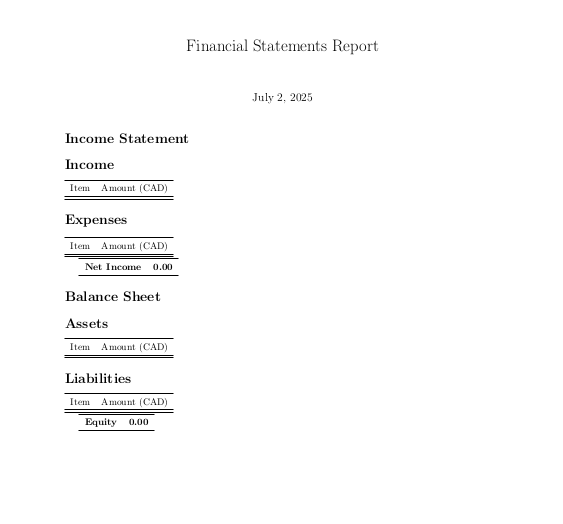 Financial Statements Report
July 2, 2025
Income Statement
Income
Item Amount (CAD)
Expenses
Item Amount (CAD)
Net Income 0.00
Balance Sheet
Assets
Item Amount (CAD)
Liabilities
Item Amount (CAD)
Equity 0.00